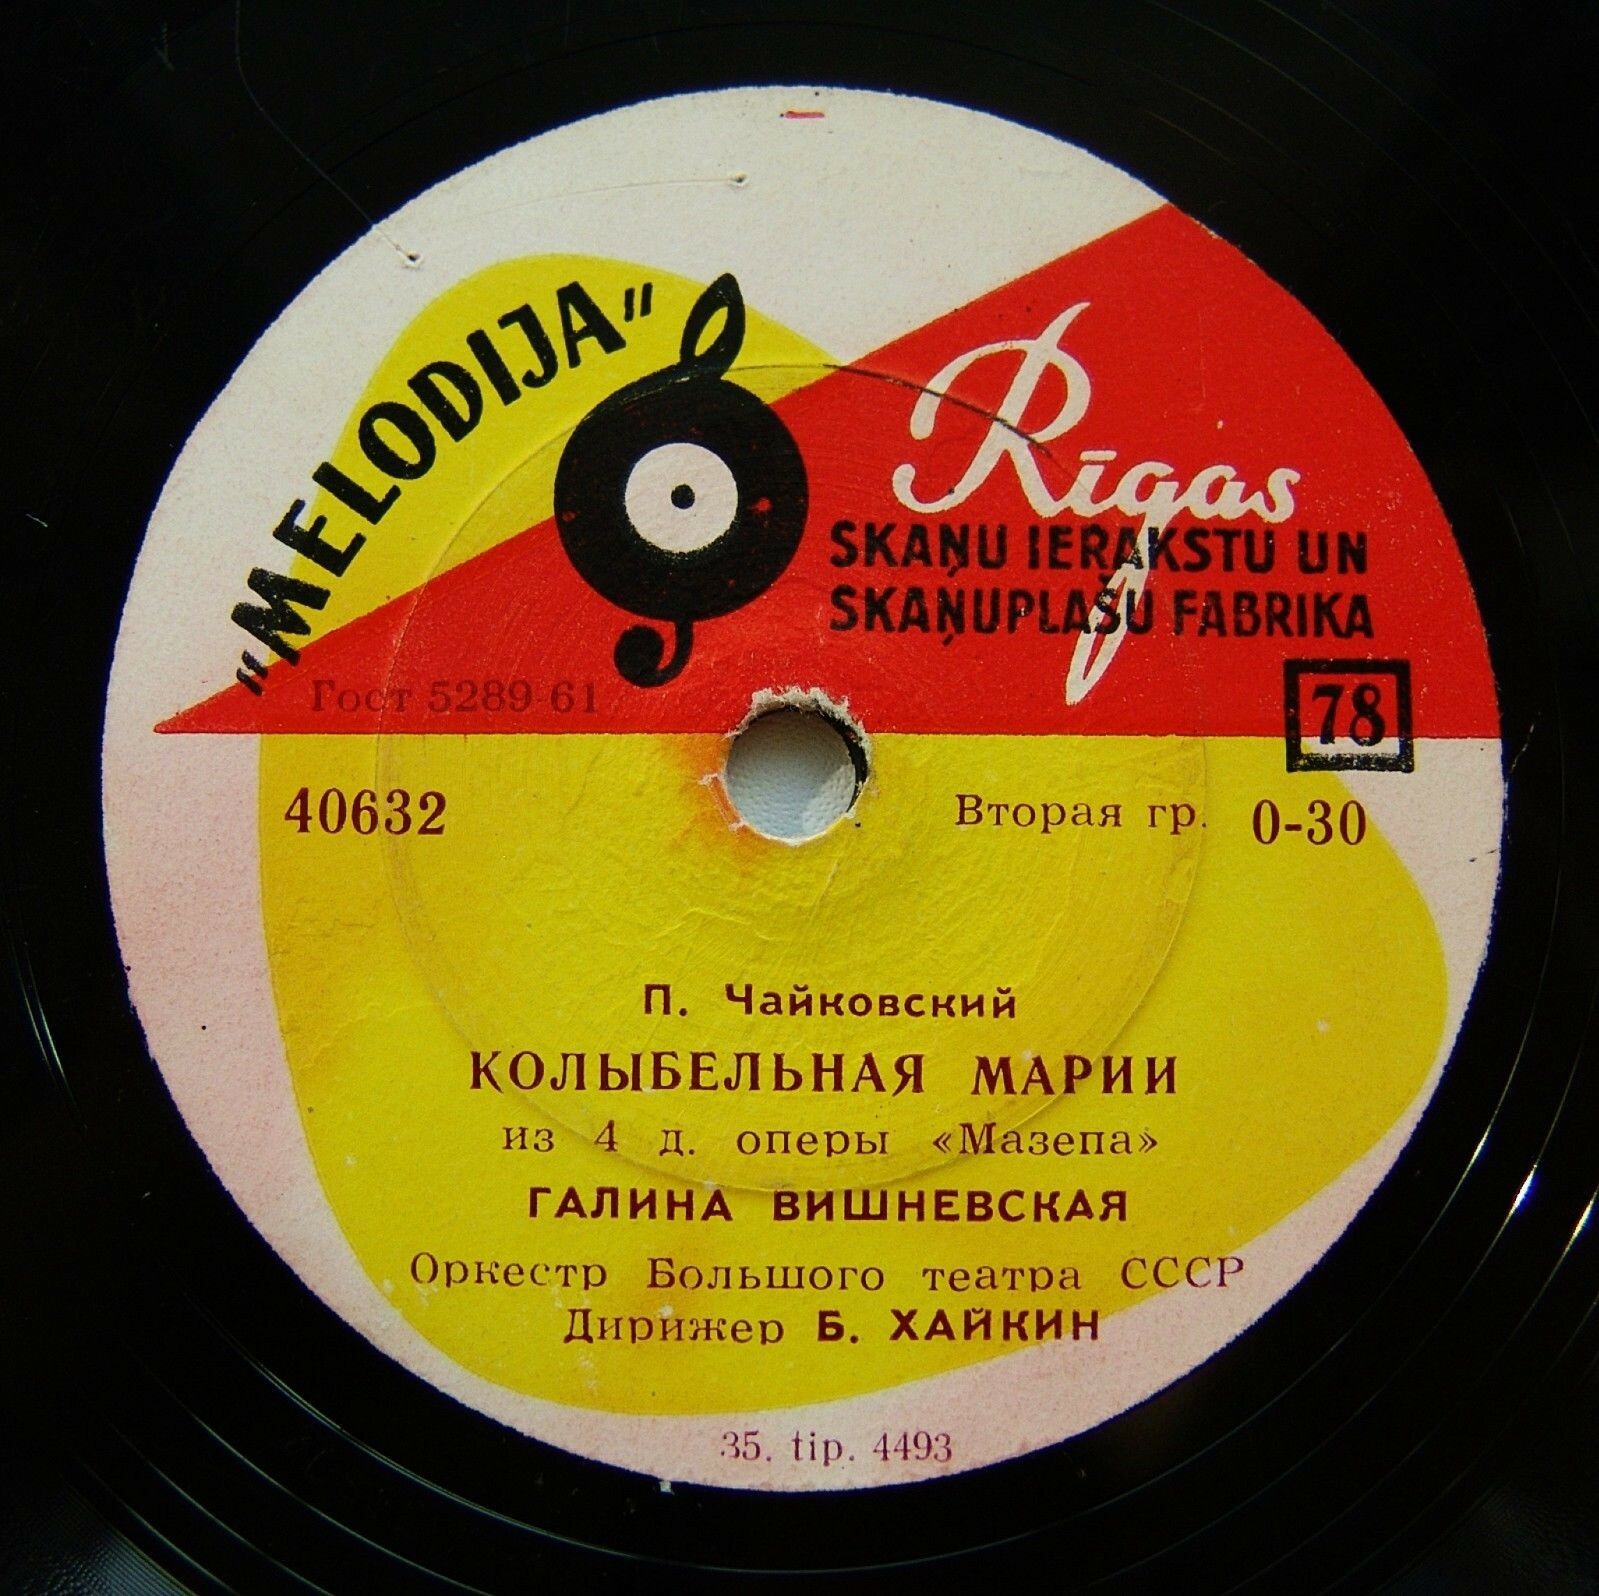 "MELODIJA"
Rīgas
SKAŅU IERAKSTU UN
SKAŅUPLAŠU FABRIKA
Гост 5289-61
78
40632
Вторая гр. 0-30
П. Чайковский
КОЛЫБЕЛЬНАЯ МАРИИ
из 4 д. оперы «Мазепа»
ГАЛИНА ВИШНЕВСКАЯ
Оркестр Большого театра СССР
Дирижер Б. ХАЙКИН
35. tip. 4493